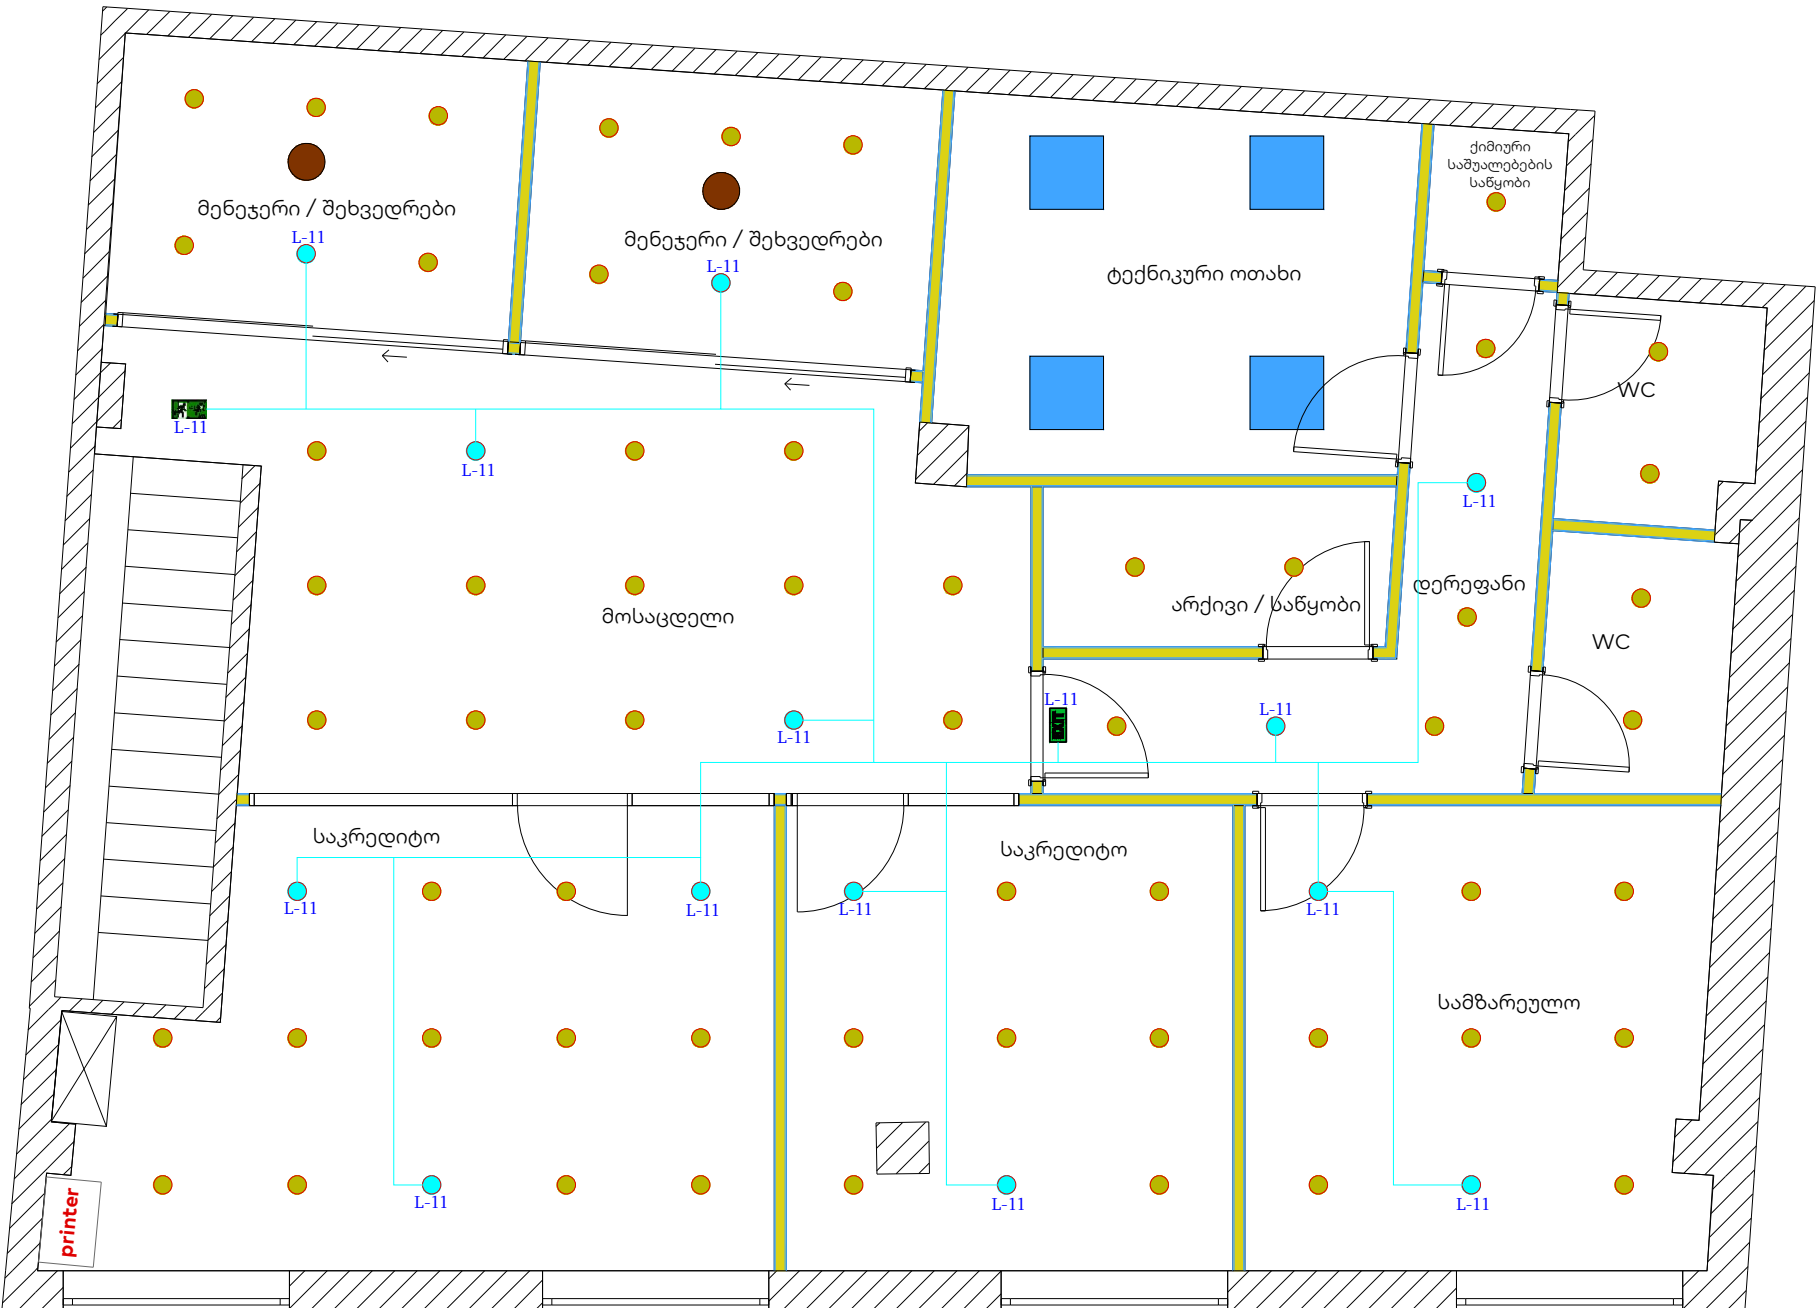 ქიმიური
საშუალებების
საწყობი
მენეჯერი / შეხვედრები
L-11
მენეჯერი / შეხვედრები
L-11
ტექნიკური ოთახი
WC
L-11
L-11
L-11
დერეფანი
არქივი / საწყობი
მოსაცდელი
WC
L-11
L-11
L-11
საკრედიტო
საკრედიტო
L-11
L-11
L-11
L-11
სამზარეულო
L-11
L-11
L-11
printer